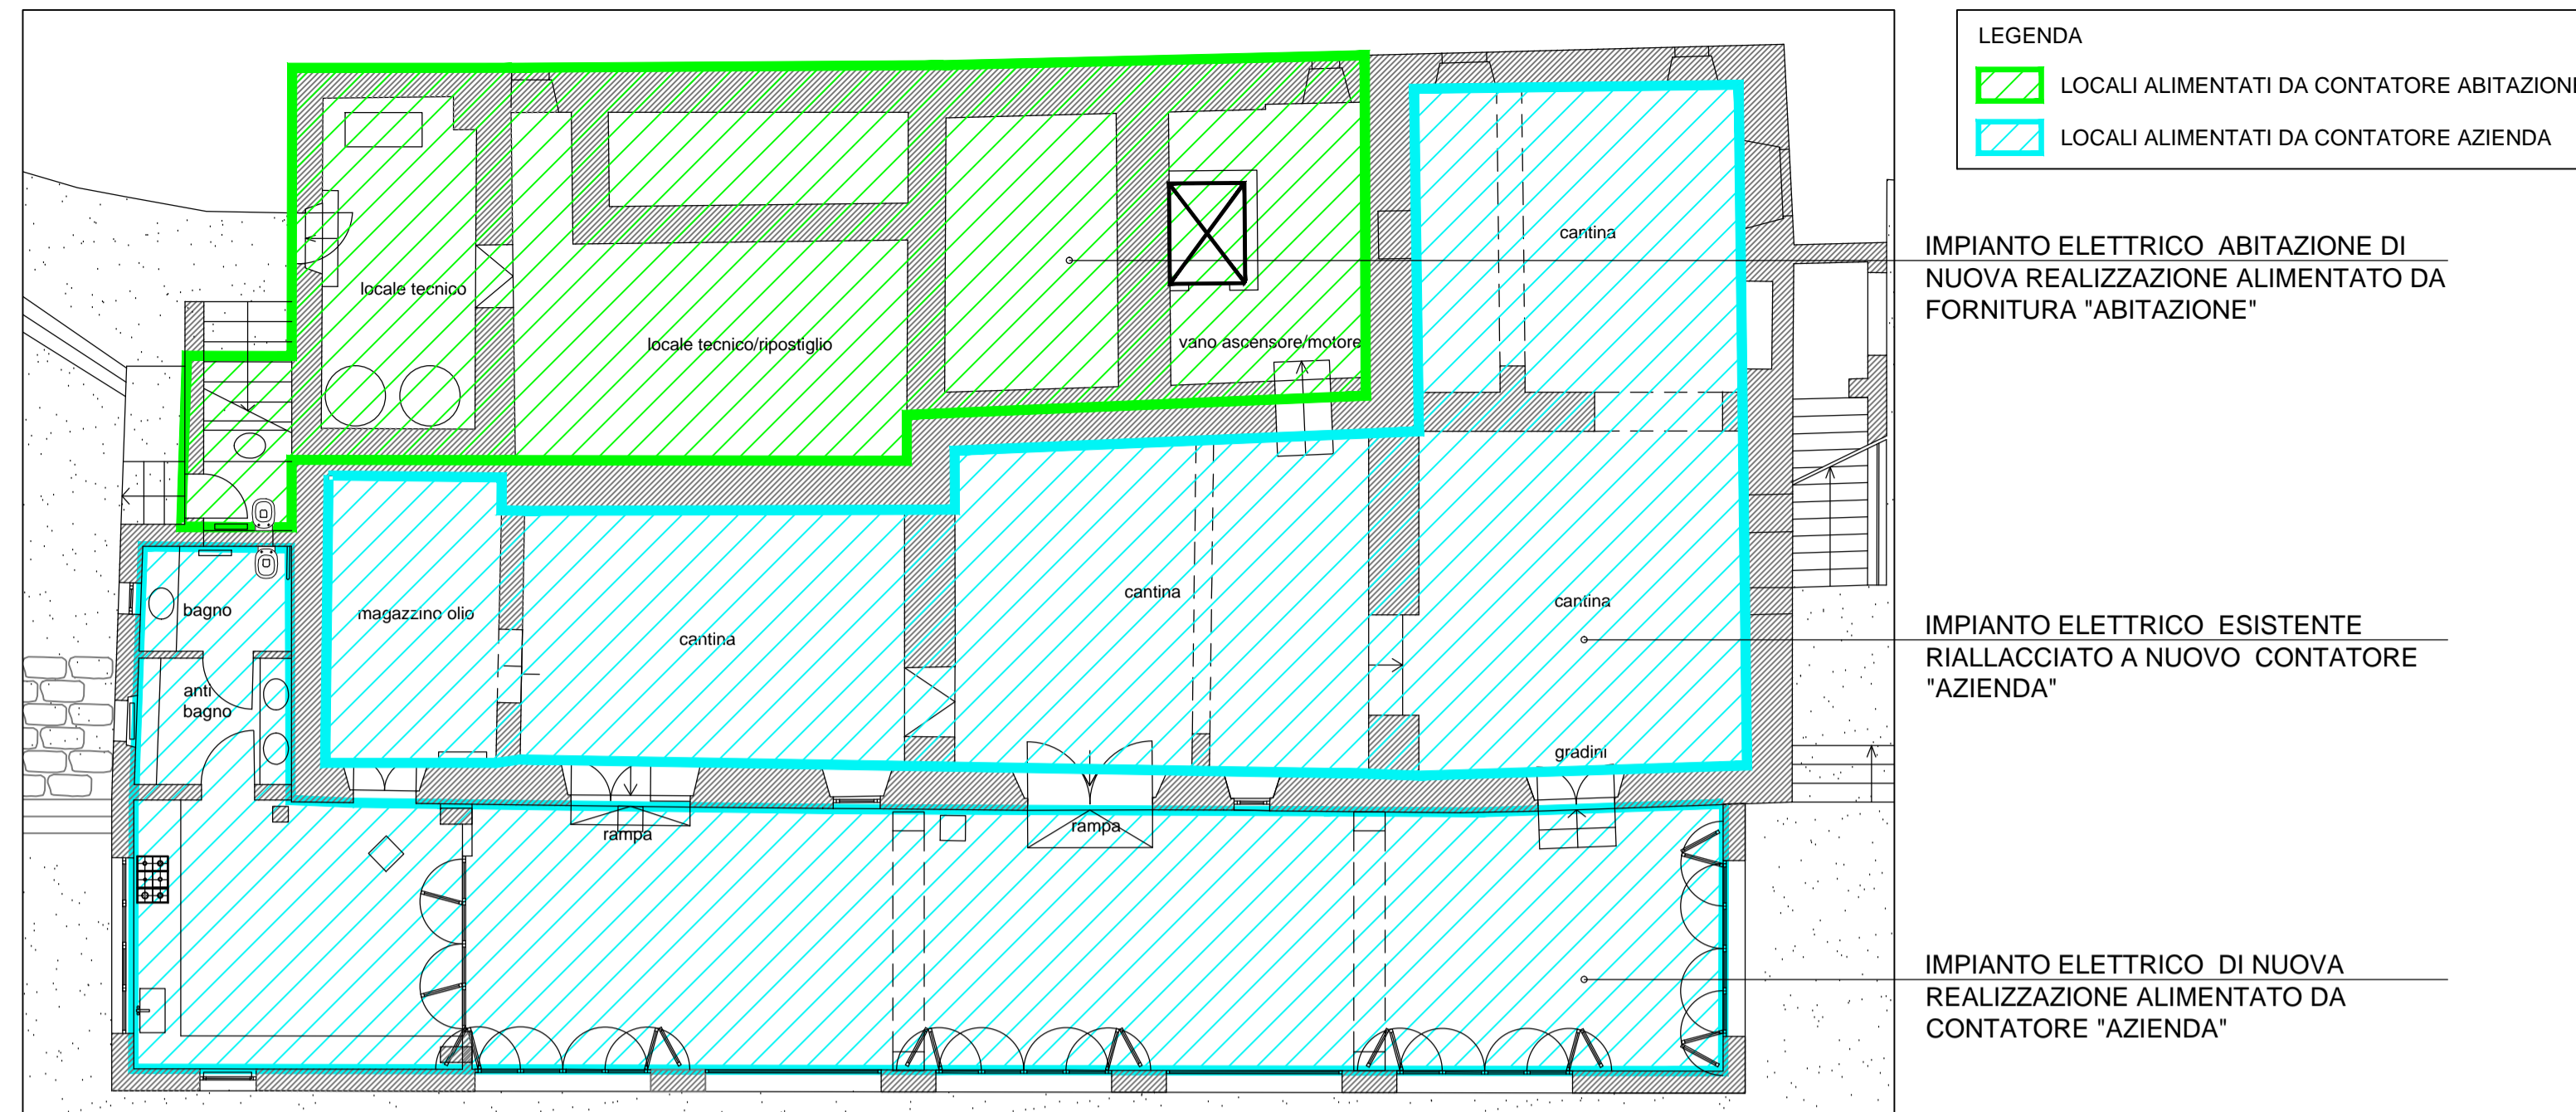 LEGENDA
LOCALI ALIMENTATI DA CONTATORE ABITAZIONE
LOCALI ALIMENTATI DA CONTATORE AZIENDA
cantina
IMPIANTO ELETTRICO ABITAZIONE DI
NUOVA REALIZZAZIONE ALIMENTATO DA
FORNITURA "ABITAZIONE"
locale tecnico
locale tecnico/ripostiglio
vano ascensore/motore
bagno
magazzino olio
cantina
cantina
cantina
IMPIANTO ELETTRICO ESISTENTE
RIALLACCIATO A NUOVO CONTATORE
"AZIENDA"
anti
bagno
gradini
rampa
rampa
IMPIANTO ELETTRICO DI NUOVA
REALIZZAZIONE ALIMENTATO DA
CONTATORE "AZIENDA"